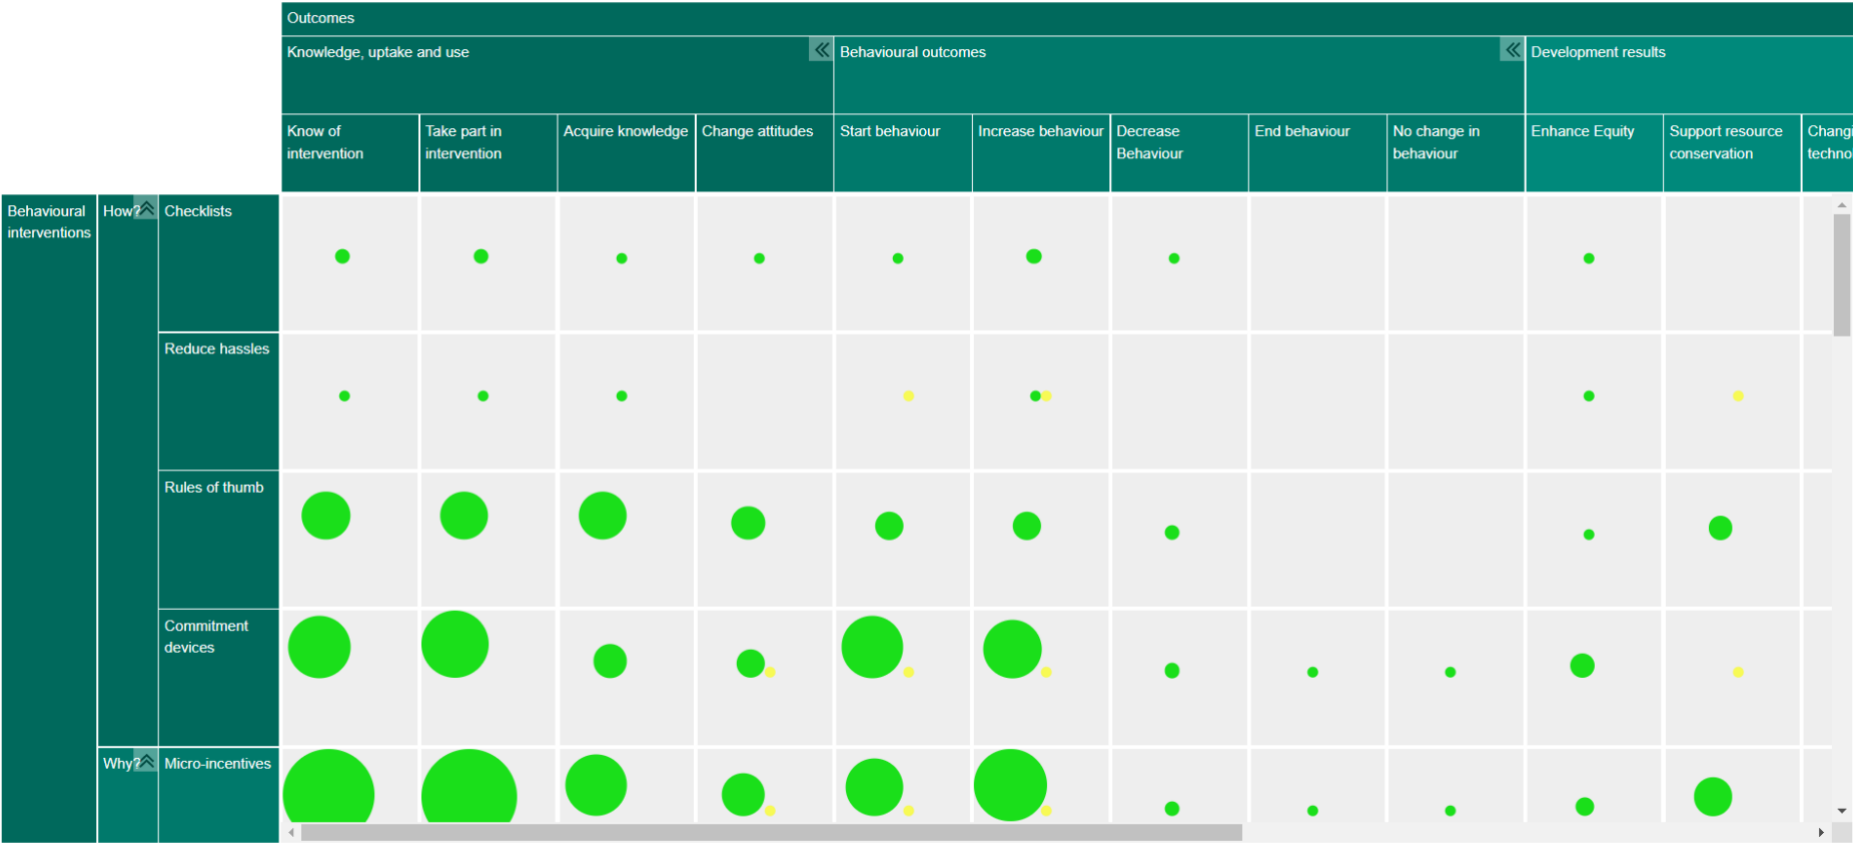 Outcomes
Knowledge, uptake and use
Behavioural outcomes
Development results
Know of
intervention
Take part in
intervention
Acquire knowledge
Change attitudes
Start behaviour
Increase behaviour
Decrease
Behaviour
End behaviour
No change in
behaviour
Enhance Equity
Support resource
conservation
Changi
techno
Behavioural
interventions
How?
Checklists
Reduce hassles
Rules of thumb
Commitment
devices
Why?
Micro-incentives